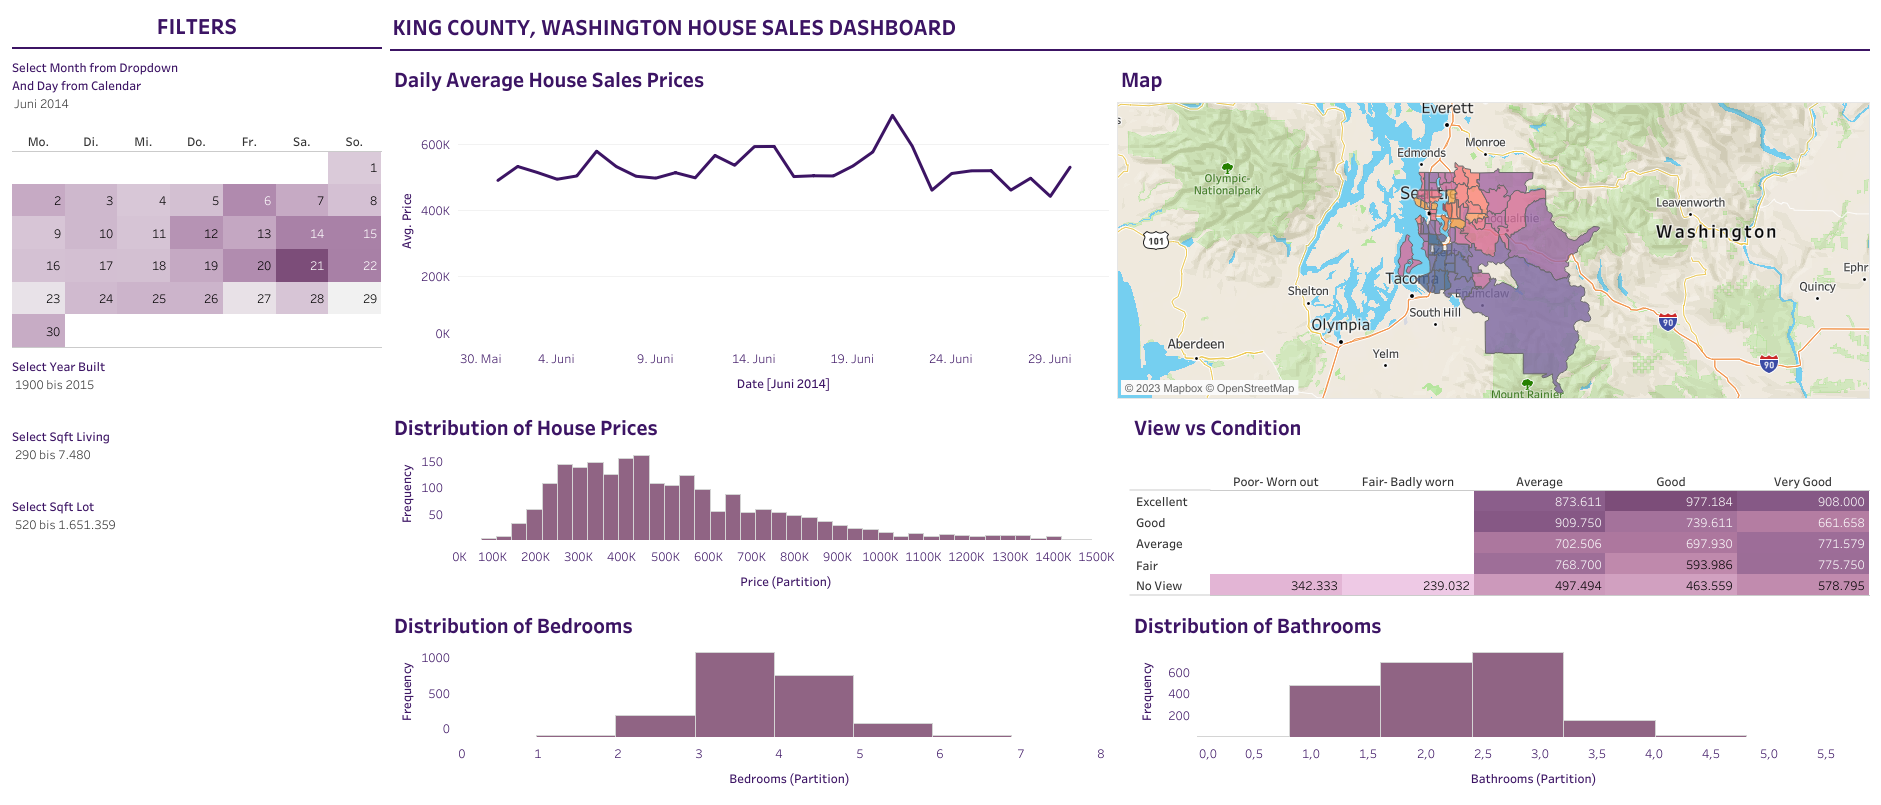 FILTERS
Select Month from Dropdown
And Day from Calendar
Juni 2014
Mo. Di. Mi. Do. Fr. Sa. So.
1
2 3 4 5 6 7 8
9 10 11 12 13 14 15
16 17 18 19 20 21 22
23 24 25 26 27 28 29
30
Select Year Built
1900 bis 2015
Select Sqft Living
290 bis 7.480
Select Sqft Lot
520 bis 1.651.359
KING COUNTY, WASHINGTON HOUSE SALES DASHBOARD
Daily Average House Sales Prices
Avg. Price
600K
400K
200K
0K
30. Mai 4. Juni 9. Juni 14. Juni 19. Juni 24. Juni 29. Juni
Date [Juni 2014]
Map
Everett
Monroe
Edmonds
Olympic-
Nationalpark
Leavenworth
Washington
101
Tacoma
Enumclaw
Ephr
Shelton
Quincy
South Hill
90
Olympia
Yelm
Aberdeen
90
Mount Rainier
© 2023 Mapbox © OpenStreetMap
Distribution of House Prices
Frequency
150
100
50
0K 100K 200K 300K 400K 500K 600K 700K 800K 900K 1000K 1100K 1200K 1300K 1400K 1500K
Price (Partition)
View vs Condition
Poor- Worn out Fair- Badly worn Average Good Very Good
Excellent 873.611 977.184 908.000
Good 909.750 739.611 661.658
Average 702.506 697.930 771.579
Fair 768.700 593.986 775.750
No View 342.333 239.032 497.494 463.559 578.795
Distribution of Bedrooms
Frequency
1000
500
0
0 1 2 3 4 5 6 7 8
Bedrooms (Partition)
Distribution of Bathrooms
Frequency
600
400
200
0,0 0,5 1,0 1,5 2,0 2,5 3,0 3,5 4,0 4,5 5,0 5,5
Bathrooms (Partition)